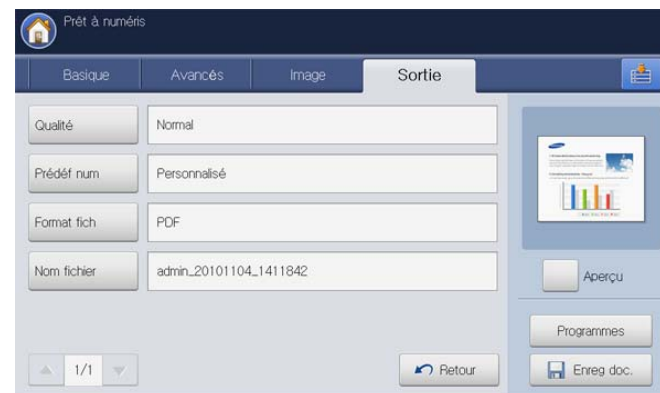 Prêt à numéris
Basique Avancés Image Sortie
Qualité Normal
Prédéf num Personnalisé
Format fich PDF
Nom fichier admin_20101104_1411842
Aperçu
Programmes
1/1 Retour Enreg doc.